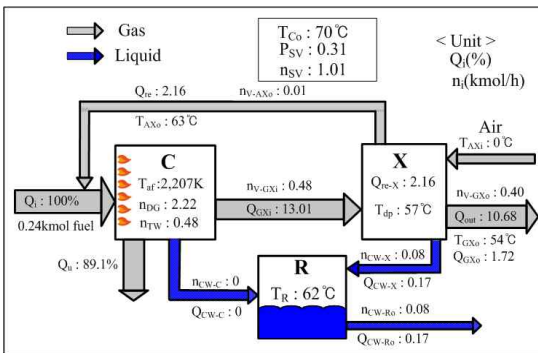 Gas
Liquid
T_Co : 70℃
P_SV : 0.31
n_SV : 1.01
< Unit >
Q_i(%)
n_i(kmol/h)
Q_re : 2.16
n_V-AXo : 0.01
T_AXo : 63℃
Air
T_AXi : 0℃
C
T_af : 2,207K
n_DG : 2.22
n_TW : 0.48
X
Q_re-X : 2.16
T_dp : 57℃
Q_i : 100%
0.24kmol fuel
n_V-GXi : 0.48
Q_GXi : 13.01
n_V-GXo : 0.40
Q_out : 10.68
T_GXo : 54℃
Q_GXo : 1.72
Q_u : 89.1%
n_CW-C : 0
Q_CW-C : 0
R
T_R : 62℃
n_CW-X : 0.08
Q_CW-X : 0.17
n_CW-Ro : 0.08
Q_CW-Ro : 0.17